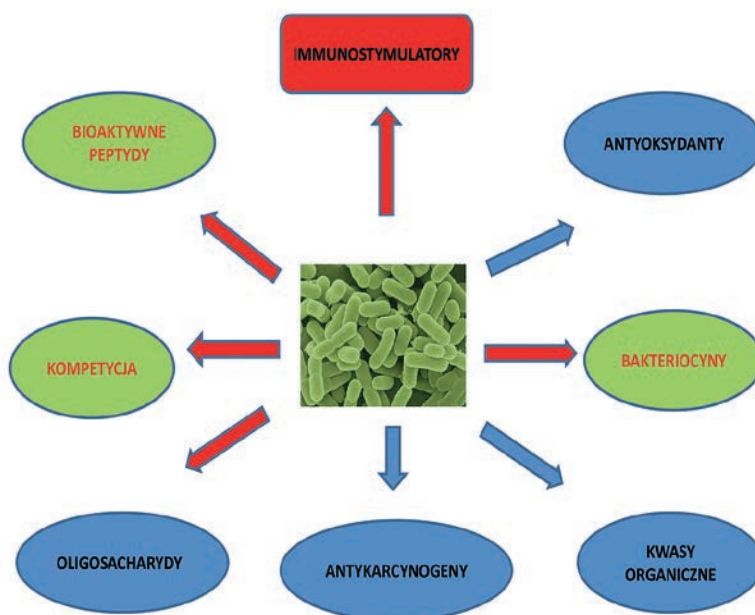 IMMUNOSTYMULATORY
BIOAKTYWNE
PEPTYDY
ANTYOKSYDANTY
KOMPETYCJA
BAKTERIOCYNY
OLIGOSACHARYDY
ANTYKARCYNOGENY
KWASY
ORGANICZNE